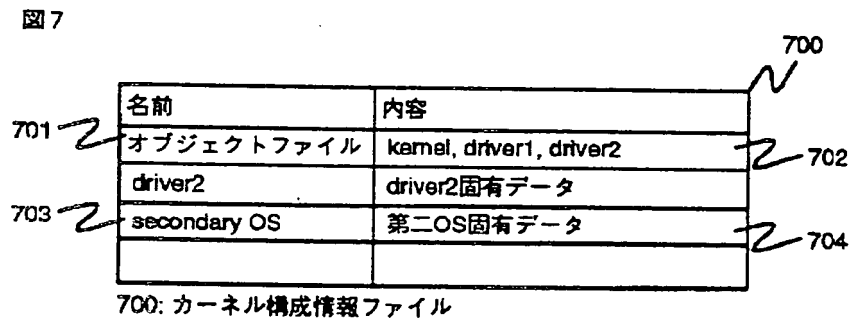 図7
700
名前 内容
701 オブジェクトファイル kernel, driver1, driver2 702
driver2 driver2固有データ
703 secondary OS 第二OS固有データ 704
700: カーネル構成情報ファイル